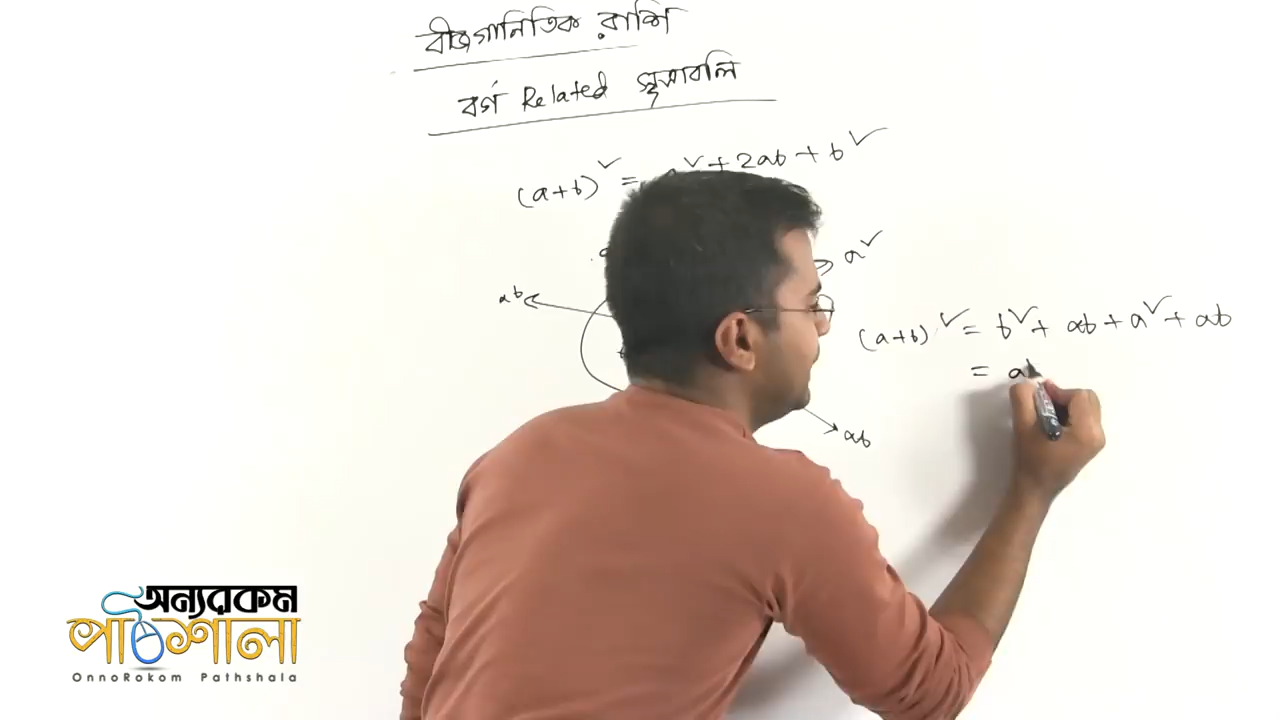 বীজগানিতিক রাশি
বর্গ Related সূত্রাবলি
(a+b)² = a² + 2ab + b²
a²
ab
(a+b)² = b² + ab + a² + ab
= a
ab
অন্যরকম
পাঠশালা
OnnoRokom Pathshala